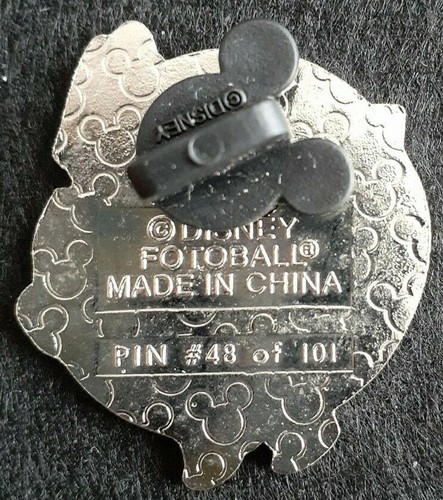 ©DISNEY
© DISNEY
FOTOBALL®
MADE IN CHINA
PIN #48 of 101